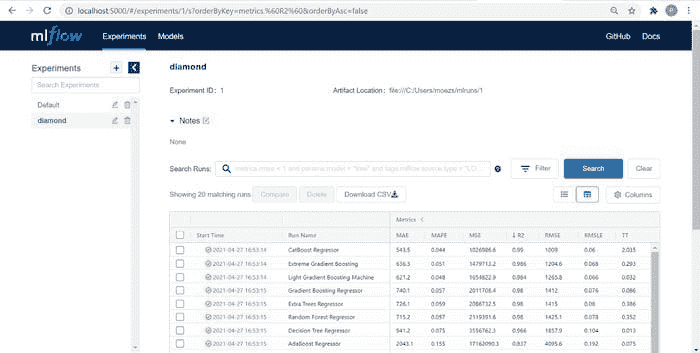 localhost:5000/#/experiments/1/s?orderByKey=metrics.%60R2%60&orderByAsc=false
mlflow Experiments Models GitHub Docs
Experiments
Search Experiments
Default
diamond
diamond
Experiment ID: 1 Artifact Location: file:///C:/Users/moezs/mlruns/1
Notes
None
Search Runs: metrics.rmse < 1 and params.model = "tree" and tags.mlflow.source.type = "LO... Filter Search Clear
Showing 20 matching runs Compare Delete Download CSV Columns
Metrics <
Start Time Run Name MAE MAPE MSE ↓ R2 RMSE RMSLE TT
2021-04-27 16:53:14 CatBoost Regressor 543.5 0.044 1026986.6 0.99 1009 0.06 2.035
2021-04-27 16:53:14 Extreme Gradient Boosting 636.3 0.051 1479713.2 0.986 1204.6 0.068 0.293
2021-04-27 16:53:14 Light Gradient Boosting Machine 621.2 0.048 1654822.9 0.984 1265.8 0.066 0.032
2021-04-27 16:53:15 Gradient Boosting Regressor 740.1 0.057 2011708.4 0.98 1412 0.076 0.086
2021-04-27 16:53:15 Extra Trees Regressor 726.1 0.059 2086732.5 0.98 1415 0.08 0.386
2021-04-27 16:53:15 Random Forest Regressor 715.2 0.097 2119391.6 0.98 1425.1 0.078 0.352
2021-04-27 16:53:15 Decision Tree Regressor 941.2 0.075 3556762.3 0.966 1857.9 0.104 0.013
2021-04-27 16:53:15 AdaBoost Regressor 2043.1 0.155 17162090.3 0.837 4095.6 0.192 0.075